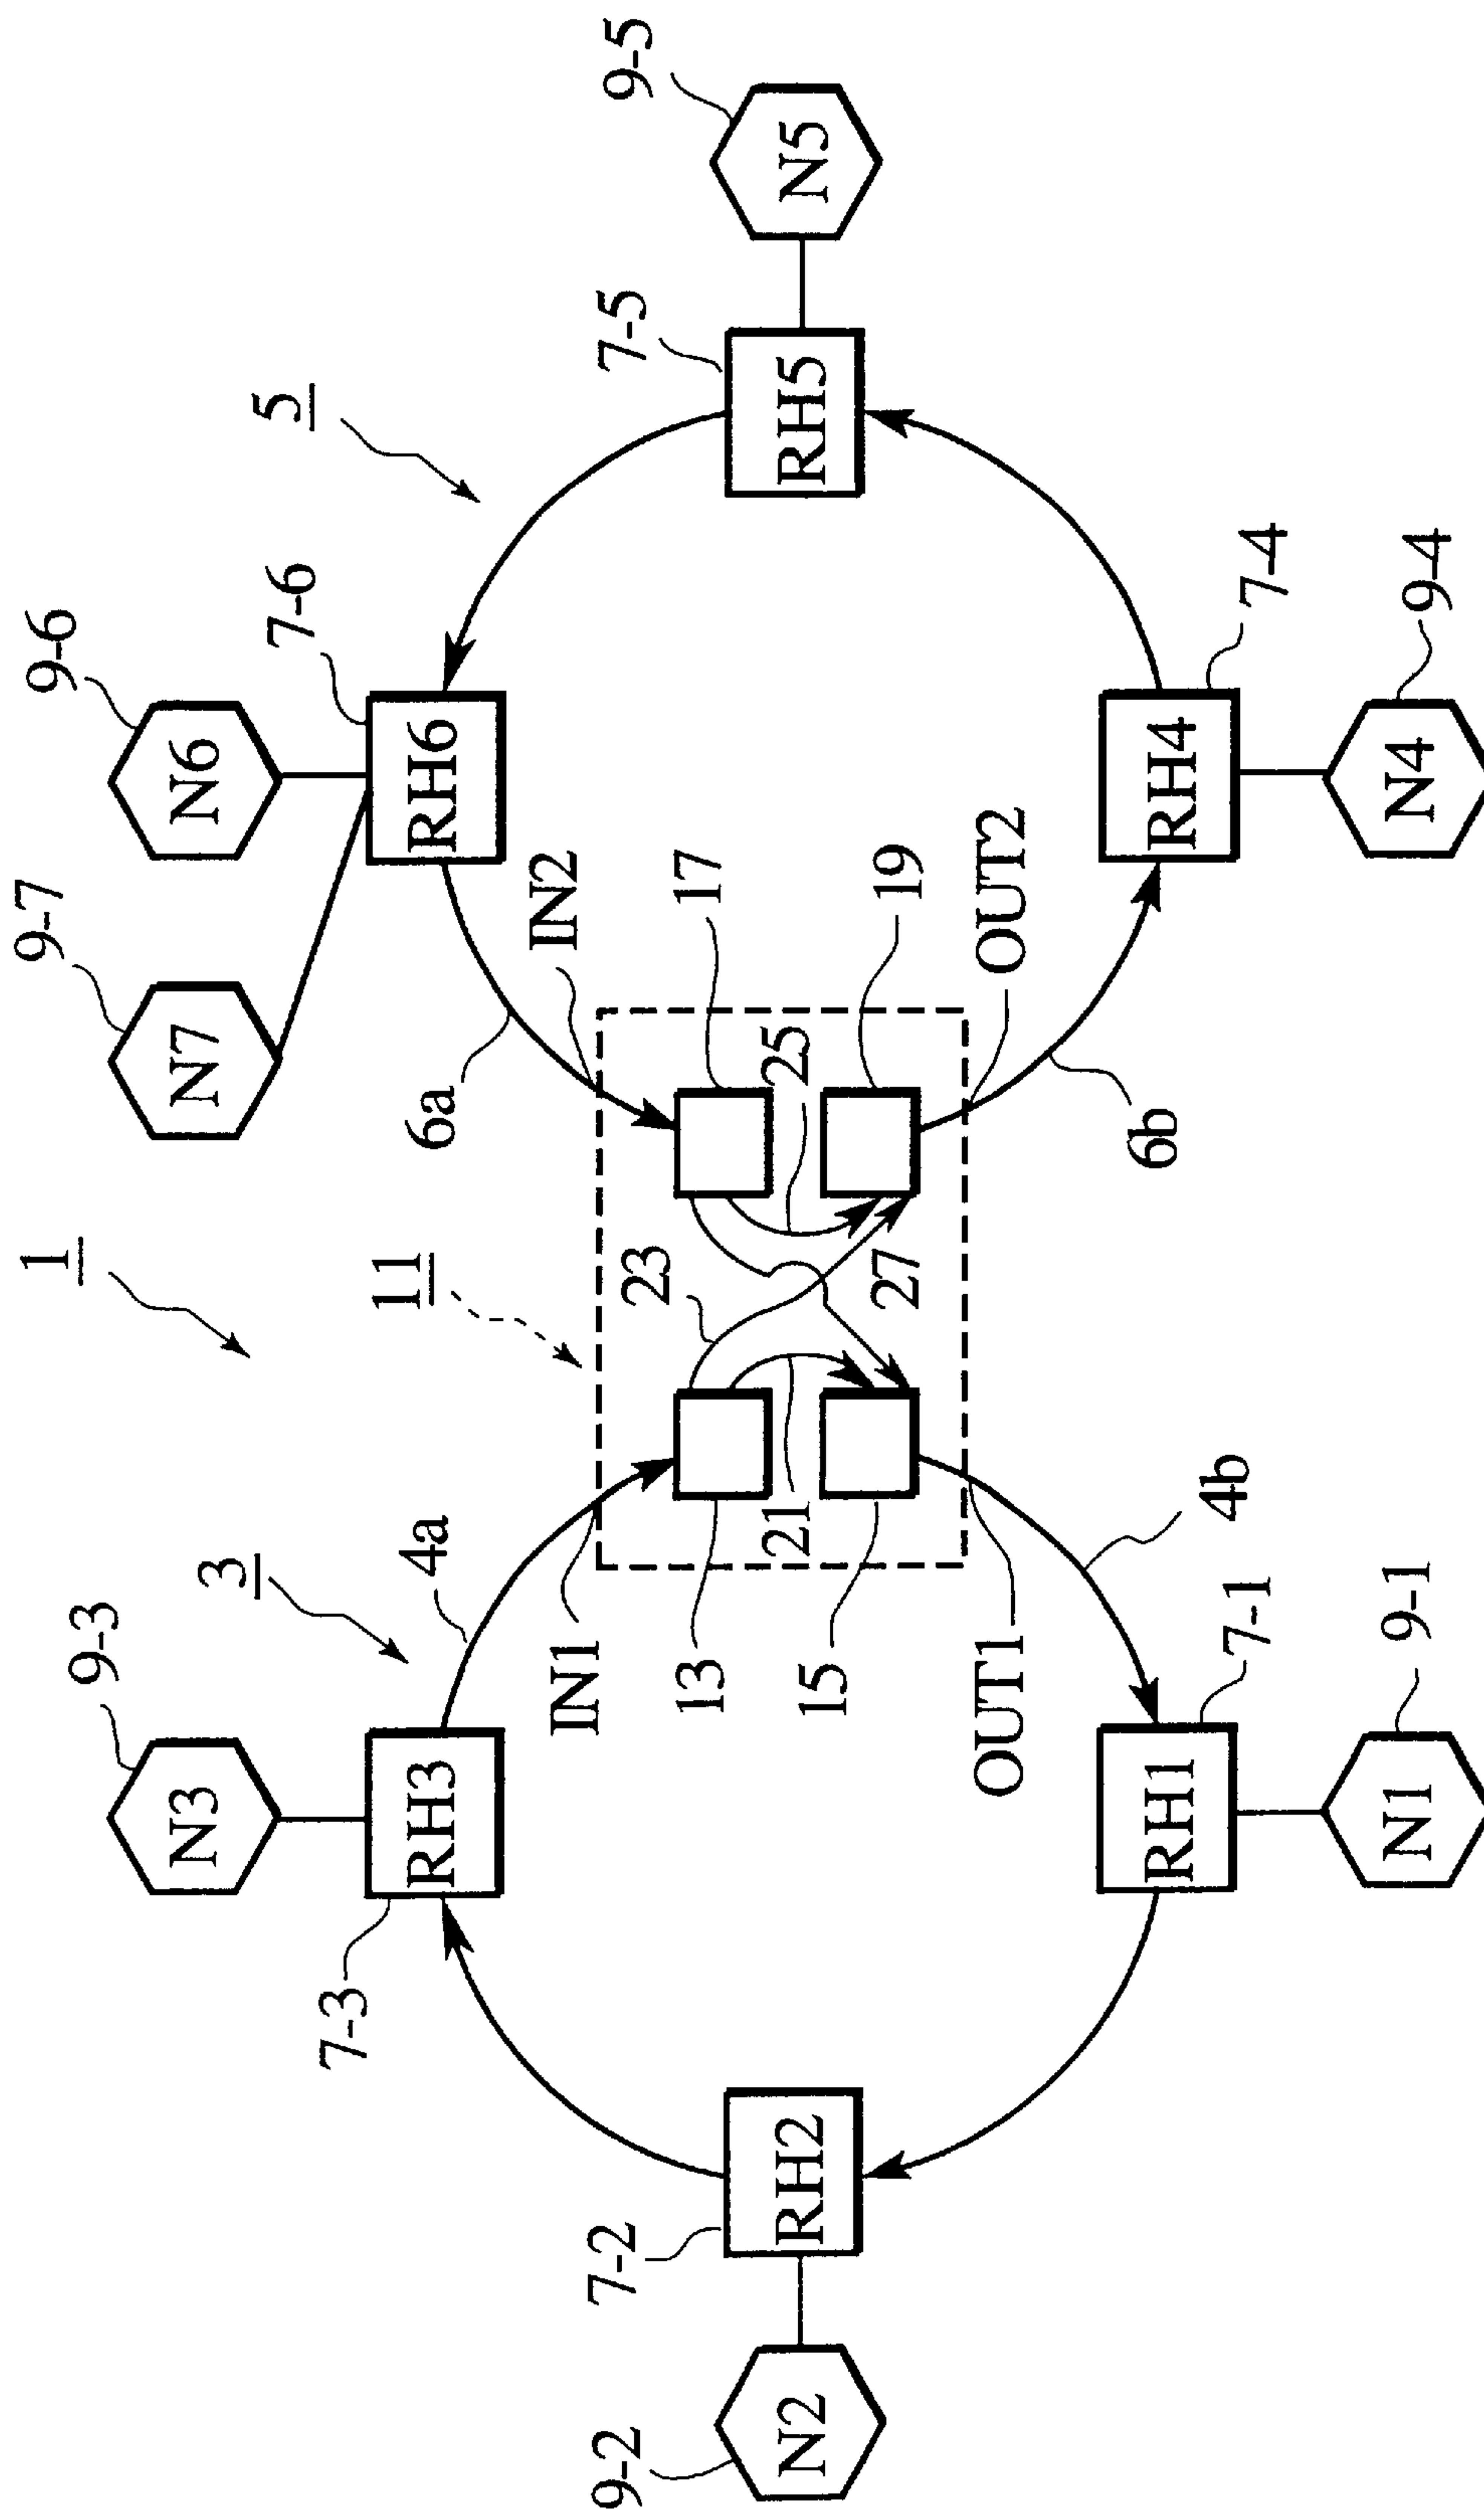 1
9-7
N7
9-6
N6
9-3
N3
3
5
7-6
RH6
7-3
RH3
4a
6a
11
IN1
IN2
9-5
N5
7-5
RH5
9-2
N2
7-2
RH2
13
23
17
21
25
15
27
19
OUT1
OUT2
4b
6b
7-1
RH1
7-4
RH4
9-1
N1
9-4
N4